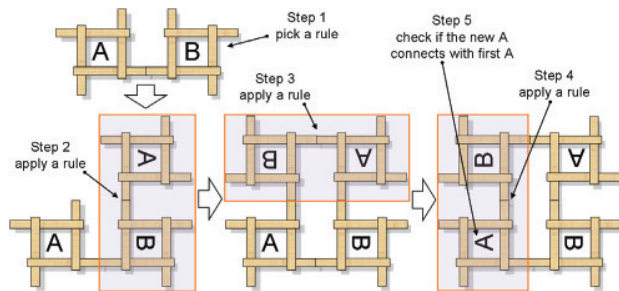 Step 1
pick a rule
A
B
Step 5
check if the new A
connects with first A
Step 3
apply a rule
Step 4
apply a rule
Step 2
apply a rule
A
B
A
B
A
A
B
B
A
A
B